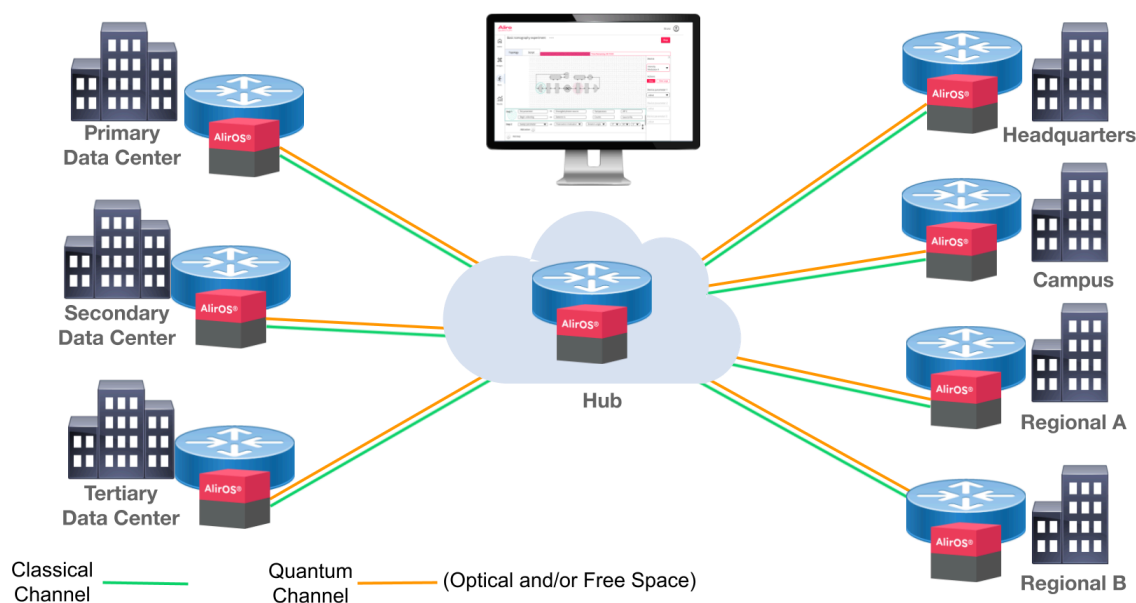 Aliro
Primary
Data Center
AlirOS®
Headquarters
AlirOS®
Secondary
Data Center
AlirOS®
Campus
AlirOS®
Hub
AlirOS®
Regional A
AlirOS®
Tertiary
Data Center
AlirOS®
Regional B
AlirOS®
Classical
Channel
Quantum
Channel
(Optical and/or Free Space)